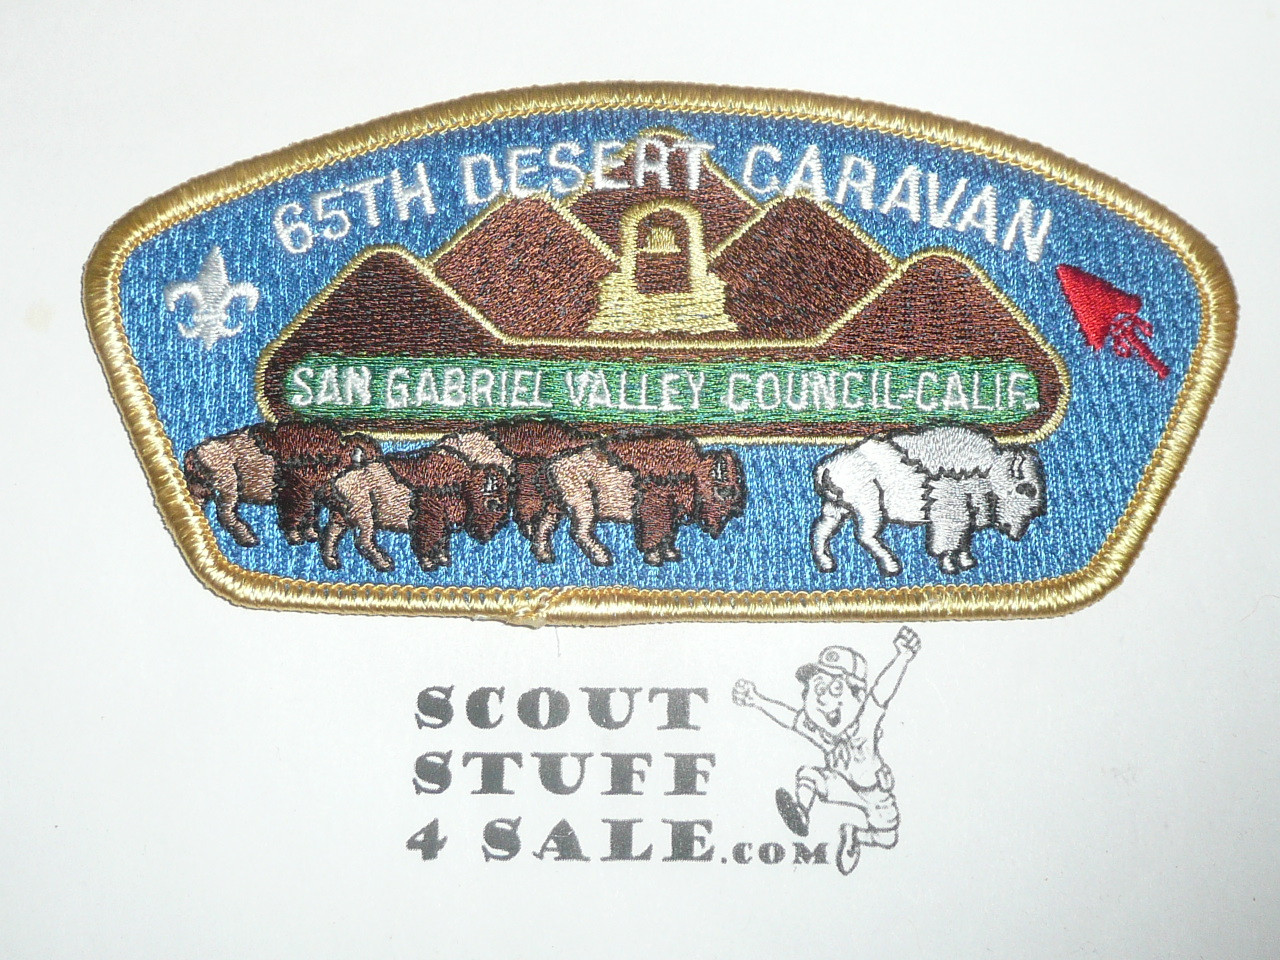 65TH DESERT CARAVAN
SAN GABRIEL VALLEY COUNCIL-CALIF.
SCOUT
STUFF
4 SALE.COM